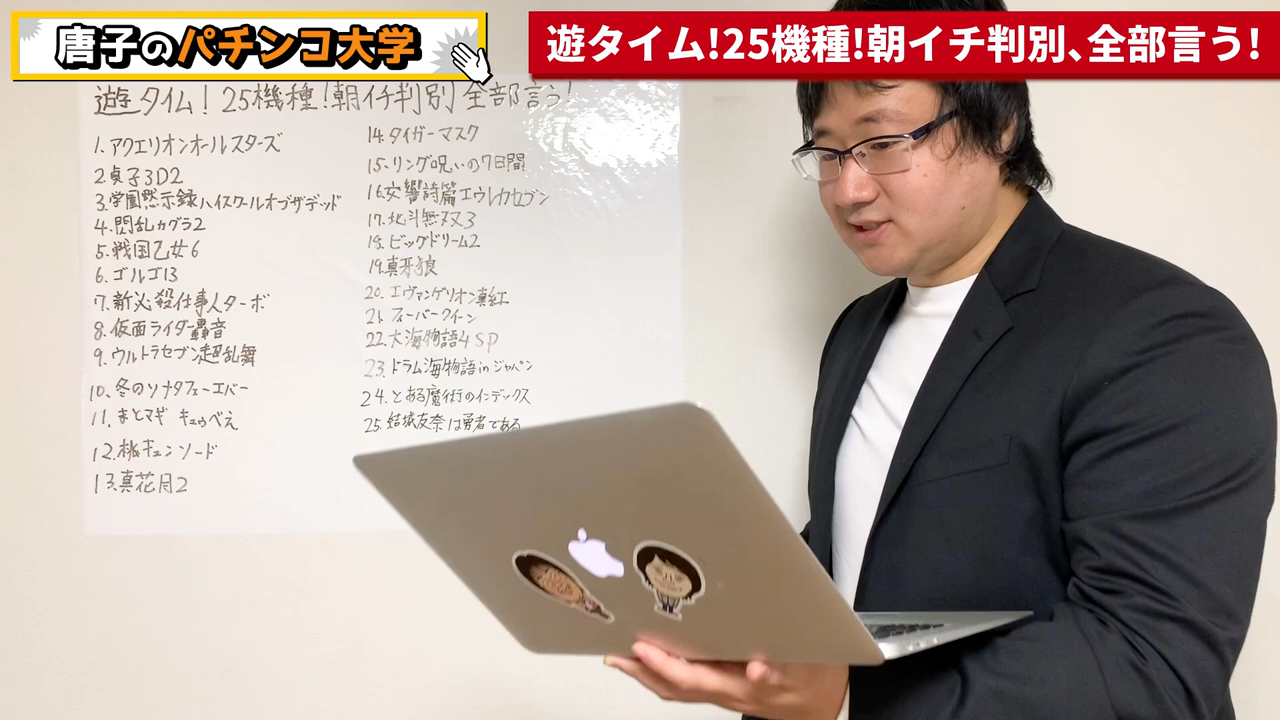 唐子のパチンコ大学
遊タイム!25機種!朝イチ判別、全部言う!
遊タイム!25機種!朝イチ判別 全部言う!
1.アクエリオンオールスターズ
2.貞子3D2
3.学園黙示録ハイスクールオブザデッド
4.閃乱カグラ2
5.戦国乙女6
6.ゴルゴ13
7.新必殺仕事人ターボ
8.仮面ライダー轟音
9.ウルトラセブン超乱舞
10.冬のソナタフォーエバー
11.まどマギ キュゥべえ
12.桃キュンソード
13.真花月2
14.タイガーマスク
15.リング呪いの7日間
16.交響詩篇エウレカセブン
17.北斗無双3
18.ビッグドリーム2
19.真牙狼
20.エヴァンゲリオン真紅
21.フィーバークイーン
22.大海物語4SP
23.ドラム海物語inジャパン
24.とある魔術のインデックス
25.結城友奈は勇者である